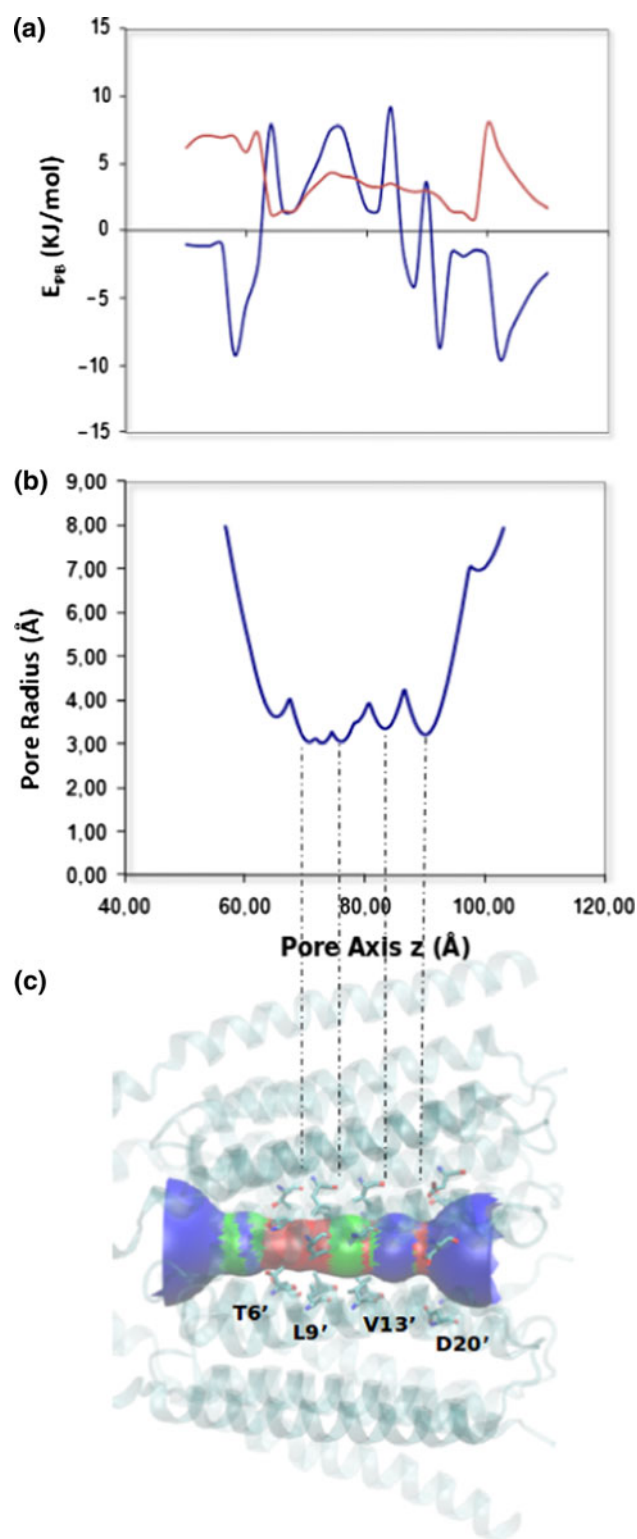 (a)
15
10
5
0
−5
−10
−15
E_PB (KJ/mol)
(b)
9,00
8,00
7,00
6,00
5,00
4,00
3,00
2,00
1,00
0,00
Pore Radius (Å)
40,00 60,00 80,00 100,00 120,00
Pore Axis z (Å)
(c)
T6’
L9’
V13’
D20’